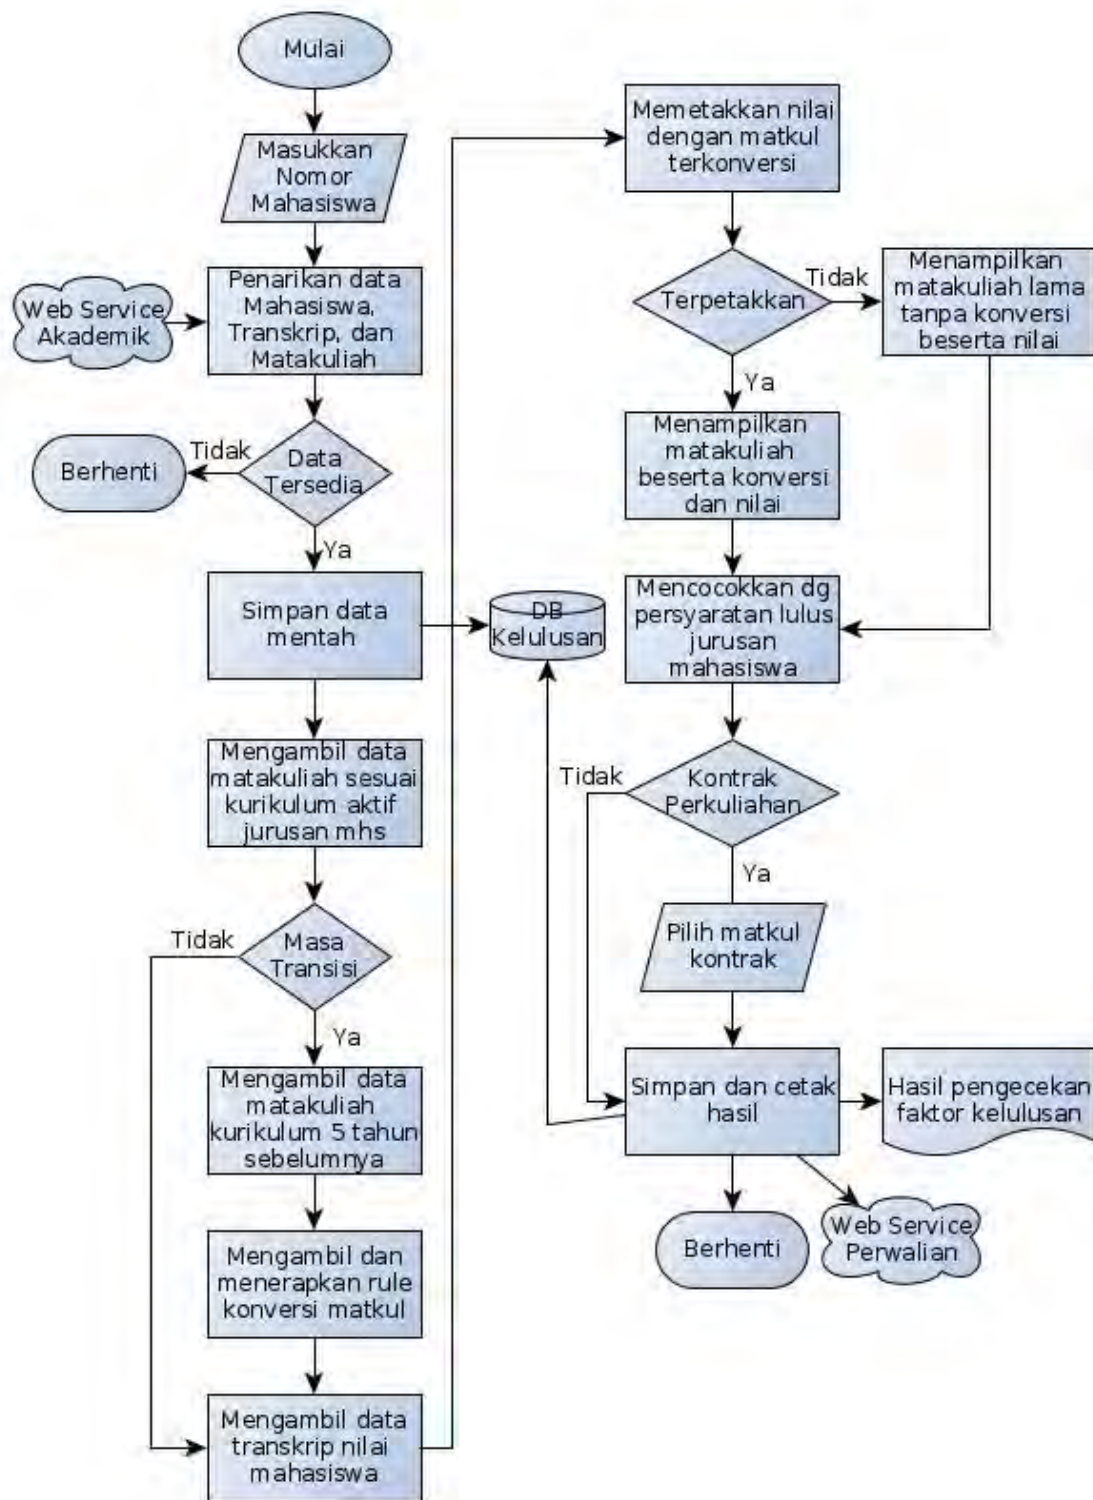 Mulai
Masukkan
Nomor
Mahasiswa
Web Service
Akademik
Penarikan data
Mahasiswa,
Transkrip, dan
Matakuliah
Berhenti
Tidak
Data
Tersedia
Ya
Simpan data
mentah
DB
Kelulusan
Mengambil data
matakuliah sesuai
kurikulum aktif
jurusan mhs
Tidak
Masa
Transisi
Ya
Mengambil data
matakuliah
kurikulum 5 tahun
sebelumnya
Mengambil dan
menerapkan rule
konversi matkul
Mengambil data
transkrip nilai
mahasiswa
Memetakkan nilai
dengan matkul
terkonversi
Terpetakkan
Tidak
Menampilkan
matakuliah lama
tanpa konversi
beserta nilai
Ya
Menampilkan
matakuliah
beserta konversi
dan nilai
Mencocokkan dg
persyaratan lulus
jurusan
mahasiswa
Tidak
Kontrak
Perkuliahan
Ya
Pilih matkul
kontrak
Simpan dan cetak
hasil
Hasil pengecekan
faktor kelulusan
Berhenti
Web Service
Perwalian